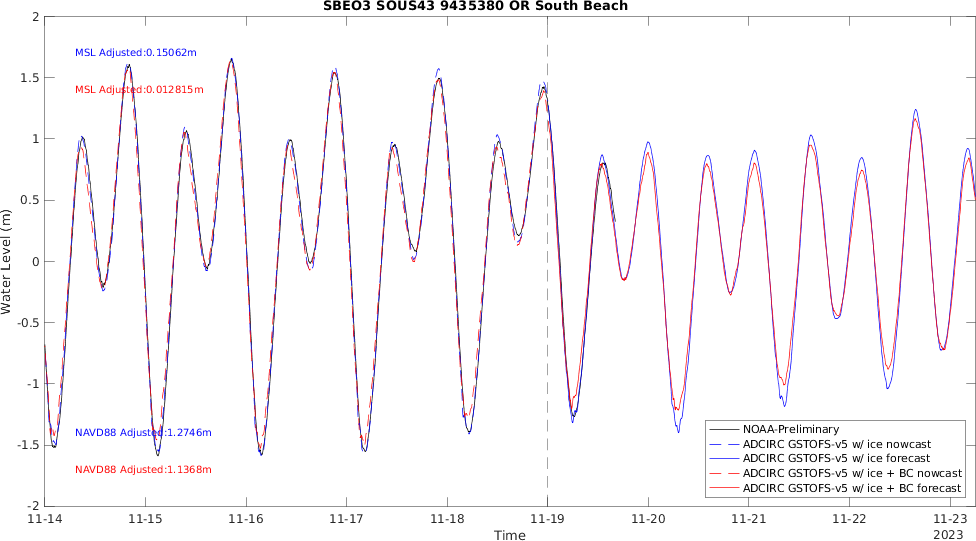 SBEO3 SOUS43 9435380 OR South Beach
MSL Adjusted:0.15062m
MSL Adjusted:0.012815m
NAVD88 Adjusted:1.2746m
NAVD88 Adjusted:1.1368m
Water Level (m)
2
1.5
1
0.5
0
-0.5
-1
-1.5
-2
NOAA-Preliminary
ADCIRC GSTOFS-v5 w/ ice nowcast
ADCIRC GSTOFS-v5 w/ ice forecast
ADCIRC GSTOFS-v5 w/ ice + BC nowcast
ADCIRC GSTOFS-v5 w/ ice + BC forecast
11-14 11-15 11-16 11-17 11-18 11-19 11-20 11-21 11-22 11-23
Time
2023